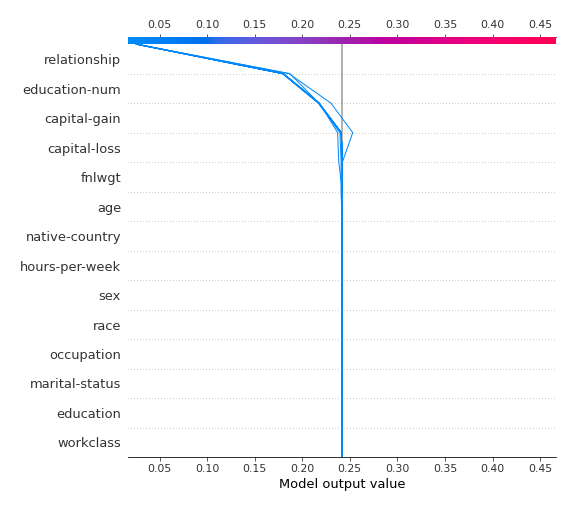 0.05 0.10 0.15 0.20 0.25 0.30 0.35 0.40 0.45
relationship
education-num
capital-gain
capital-loss
fnlwgt
age
native-country
hours-per-week
sex
race
occupation
marital-status
education
workclass
0.05 0.10 0.15 0.20 0.25 0.30 0.35 0.40 0.45
Model output value